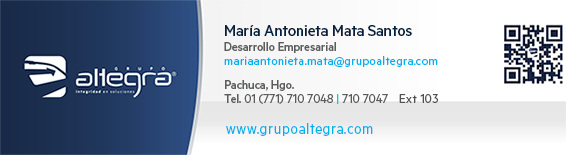 GRUPO
altegra®
integridad en soluciones
María Antonieta Mata Santos
Desarrollo Empresarial
mariaantonieta.mata@grupoaltegra.com
Pachuca, Hgo.
Tel. 01 (771) 710 7048 | 710 7047 Ext 103
www.grupoaltegra.com